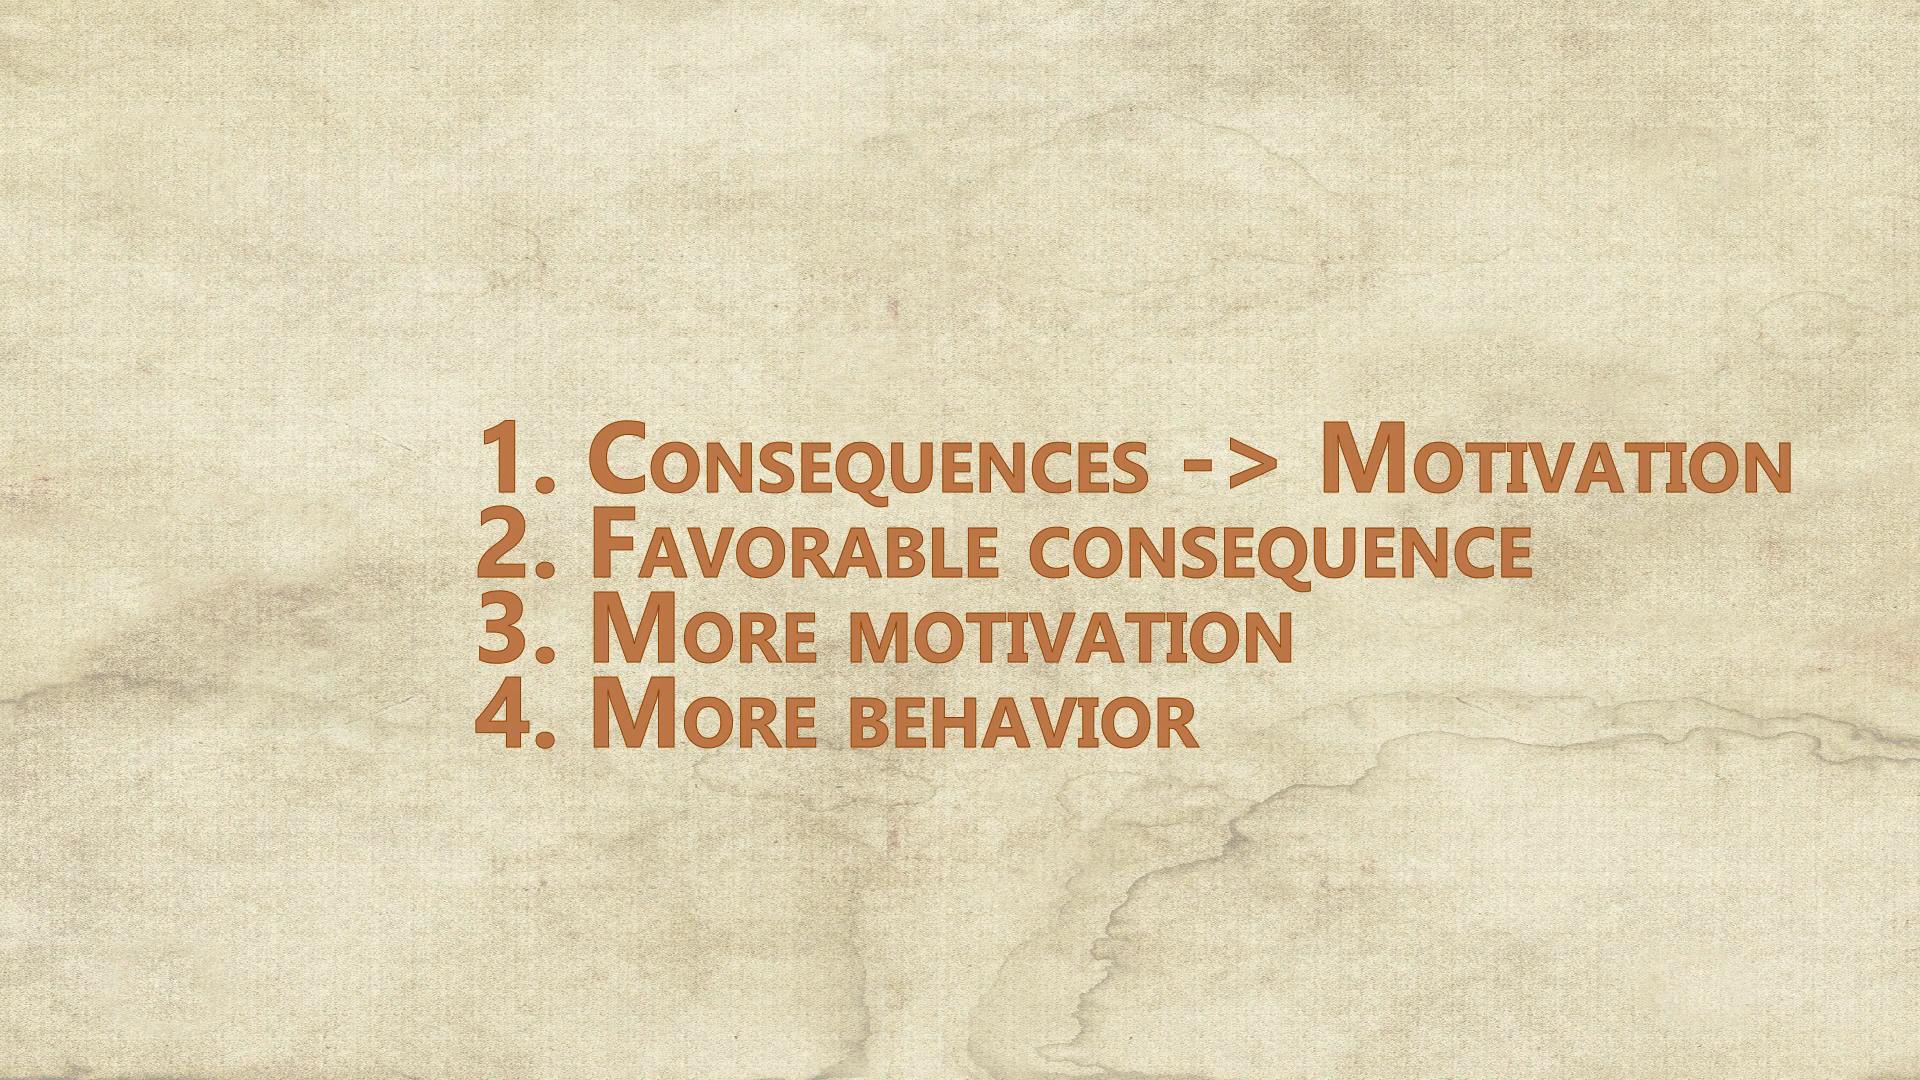 1. Consequences -> Motivation
2. Favorable consequence
3. More motivation
4. More behavior